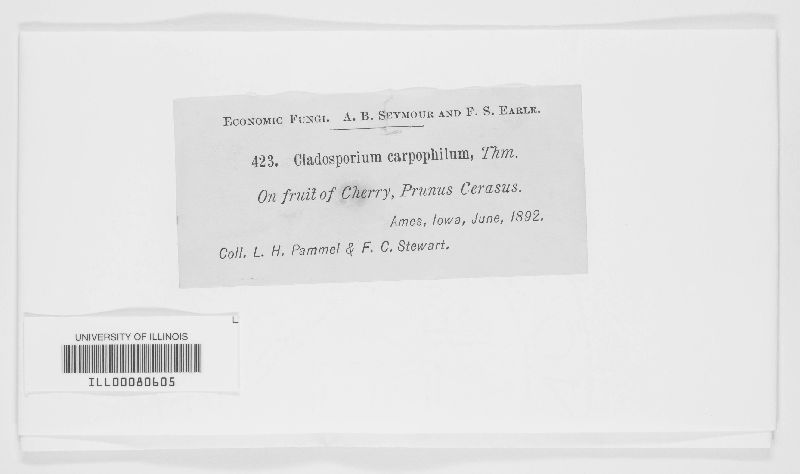 Economic Fungi. A. B. Seymour and F. S. Earle.
423. Cladosporium carpophilum, Thm.
On fruit of Cherry, Prunus Cerasus.
Ames, Iowa, June, 1892.
Coll. L. H. Pammel & F. C. Stewart.
UNIVERSITY OF ILLINOIS
ILL00080605